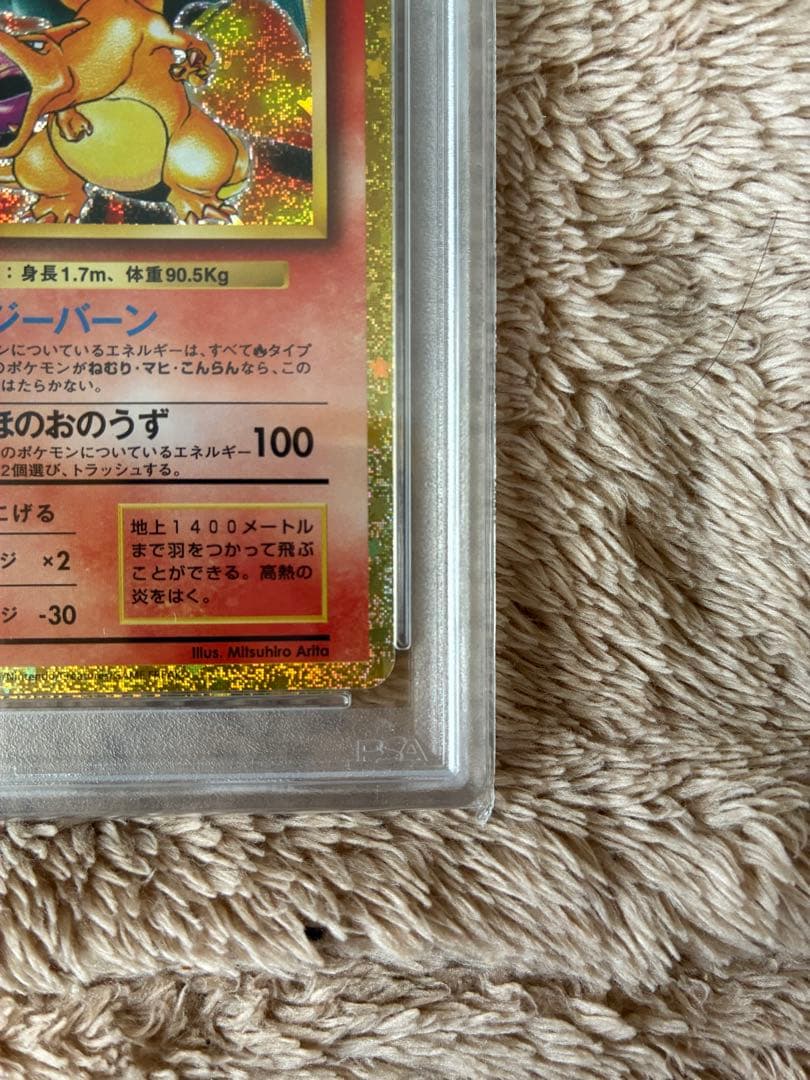 ：身長1.7m、体重90.5Kg
ジーバーン
ンについているエネルギーは、すべて🔥タイプ
のポケモンがねむり・マヒ・こんらんなら、この
はたらかない。
ほのおのうず 100
のポケモンについているエネルギー
2個選び、トラッシュする。
こげる
ジ ×2
ジ -30
地上１４００メートル
まで羽をつかって飛ぶ
ことができる。高熱の
炎をはく。
Illus. Mitsuhiro Arita
/Nintendo/Creatures/GAME FREAK.
PSA